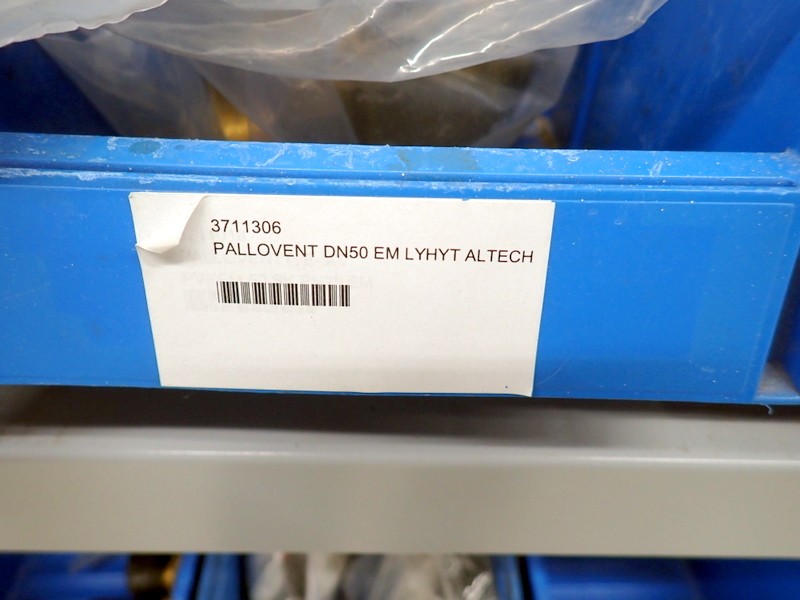 3711306
PALLOVENT DN50 EM LYHYT ALTECH